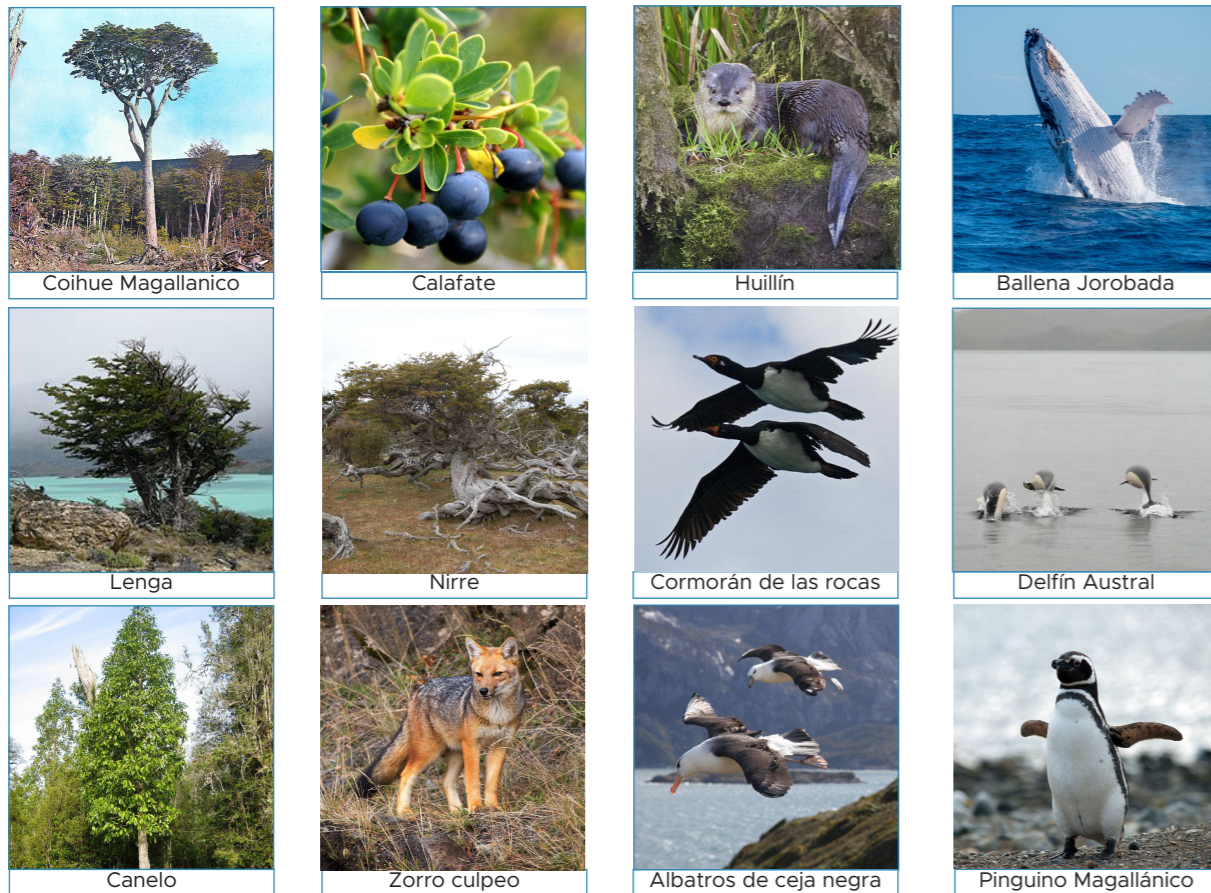 Coihue Magallanico
Calafate
Huillín
Ballena Jorobada
Lenga
Nirre
Cormorán de las rocas
Delfín Austral
Canelo
Zorro culpeo
Albatros de ceja negra
Pinguino Magallánico